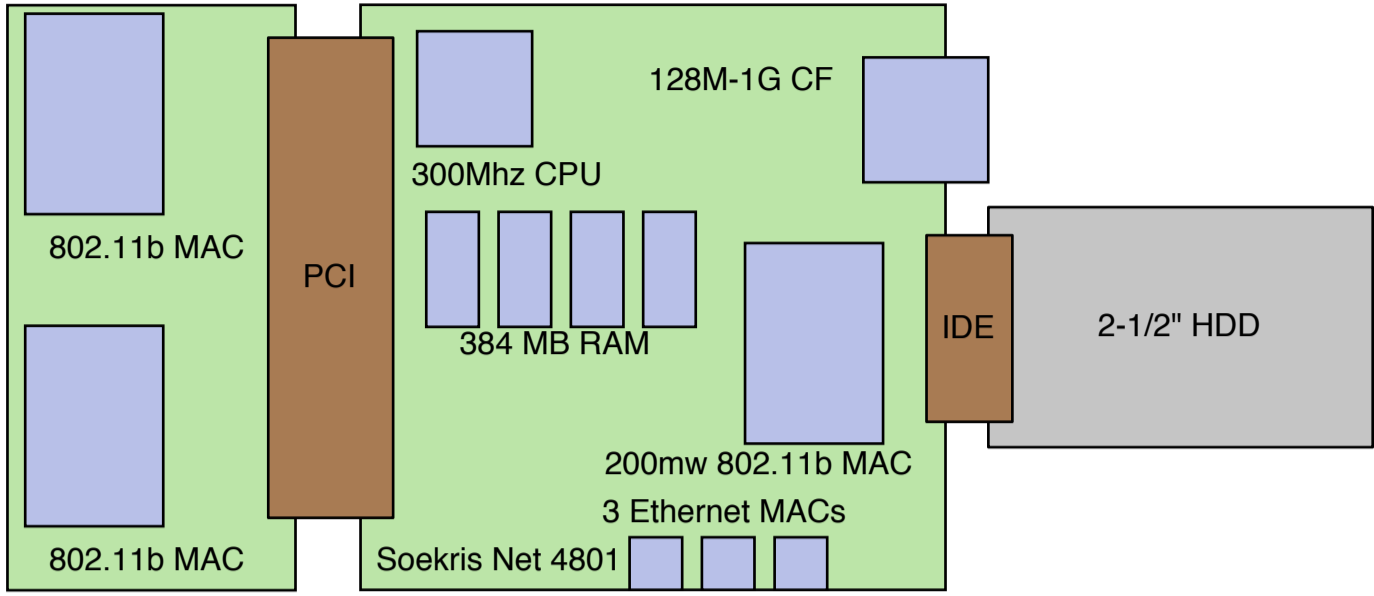 128M-1G CF
300Mhz CPU
802.11b MAC
PCI
384 MB RAM
IDE
2-1/2" HDD
200mw 802.11b MAC
3 Ethernet MACs
802.11b MAC
Soekris Net 4801